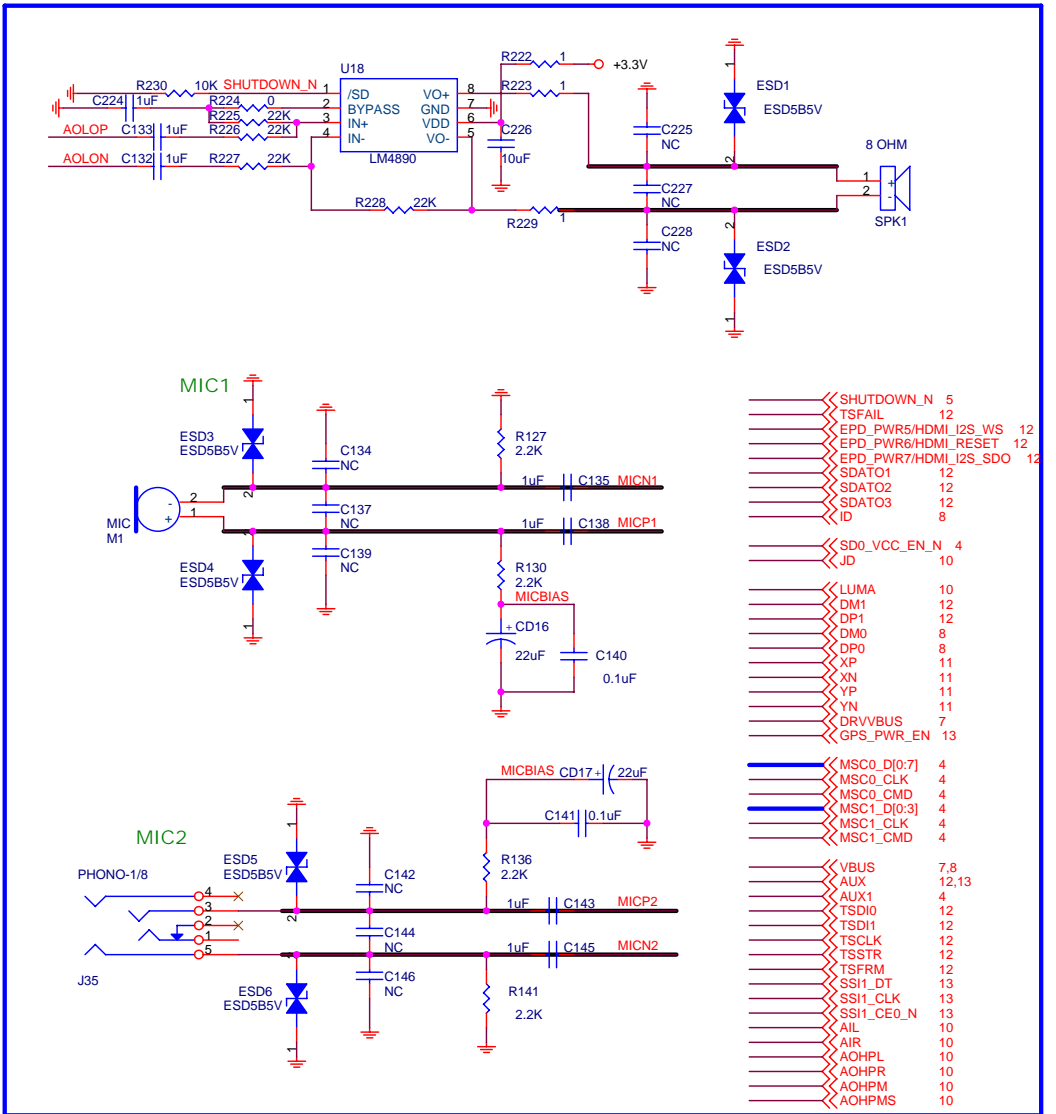 R222 1
+3.3V
U18
R230 10K SHUTDOWN_N 1 /SD VO+ 8 R223 1
C224 1uF R224 0 2 BYPASS GND 7
R225 22K 3 IN+ VDD 6
AOLOP C133 1uF R226 22K 4 IN- VO- 5
C226
10uF
AOLON C132 1uF R227 22K
LM4890
R228 22K
R229 1
C225
NC
C227
NC
C228
NC
1
ESD1
ESD5B5V
2
2
ESD2
ESD5B5V
1
8 OHM
1 +
2 -
SPK1
MIC1
1
ESD3
ESD5B5V
2
C134
NC
R127
2.2K
1uF C135 MICN1
2 -
1 +
MIC
M1
C137
NC
1uF C138 MICP1
ESD4
ESD5B5V
1
C139
NC
R130
2.2K
MICBIAS
+ CD16
22uF
C140
0.1uF
MIC2
MICBIAS CD17 + 22uF
C141 0.1uF
1
ESD5
ESD5B5V
2
C142
NC
R136
2.2K
PHONO-1/8
4
3
2
1
5
J35
1uF C143 MICP2
C144
NC
1uF C145 MICN2
ESD6
ESD5B5V
1
C146
NC
R141
2.2K
SHUTDOWN_N 5
TSFAIL 12
EPD_PWR5/HDMI_I2S_WS 12
EPD_PWR6/HDMI_RESET 12
EPD_PWR7/HDMI_I2S_SDO 12
SDATO1 12
SDATO2 12
SDATO3 12
ID 8
SD0_VCC_EN_N 4
JD 10
LUMA 10
DM1 12
DP1 12
DM0 8
DP0 8
XP 11
XN 11
YP 11
YN 11
DRVVBUS 7
GPS_PWR_EN 13
MSC0_D[0:7] 4
MSC0_CLK 4
MSC0_CMD 4
MSC1_D[0:3] 4
MSC1_CLK 4
MSC1_CMD 4
VBUS 7,8
AUX 12,13
AUX1 4
TSDI0 12
TSDI1 12
TSCLK 12
TSSTR 12
TSFRM 12
SSI1_DT 13
SSI1_CLK 13
SSI1_CE0_N 13
AIL 10
AIR 10
AOHPL 10
AOHPR 10
AOHPM 10
AOHPMS 10